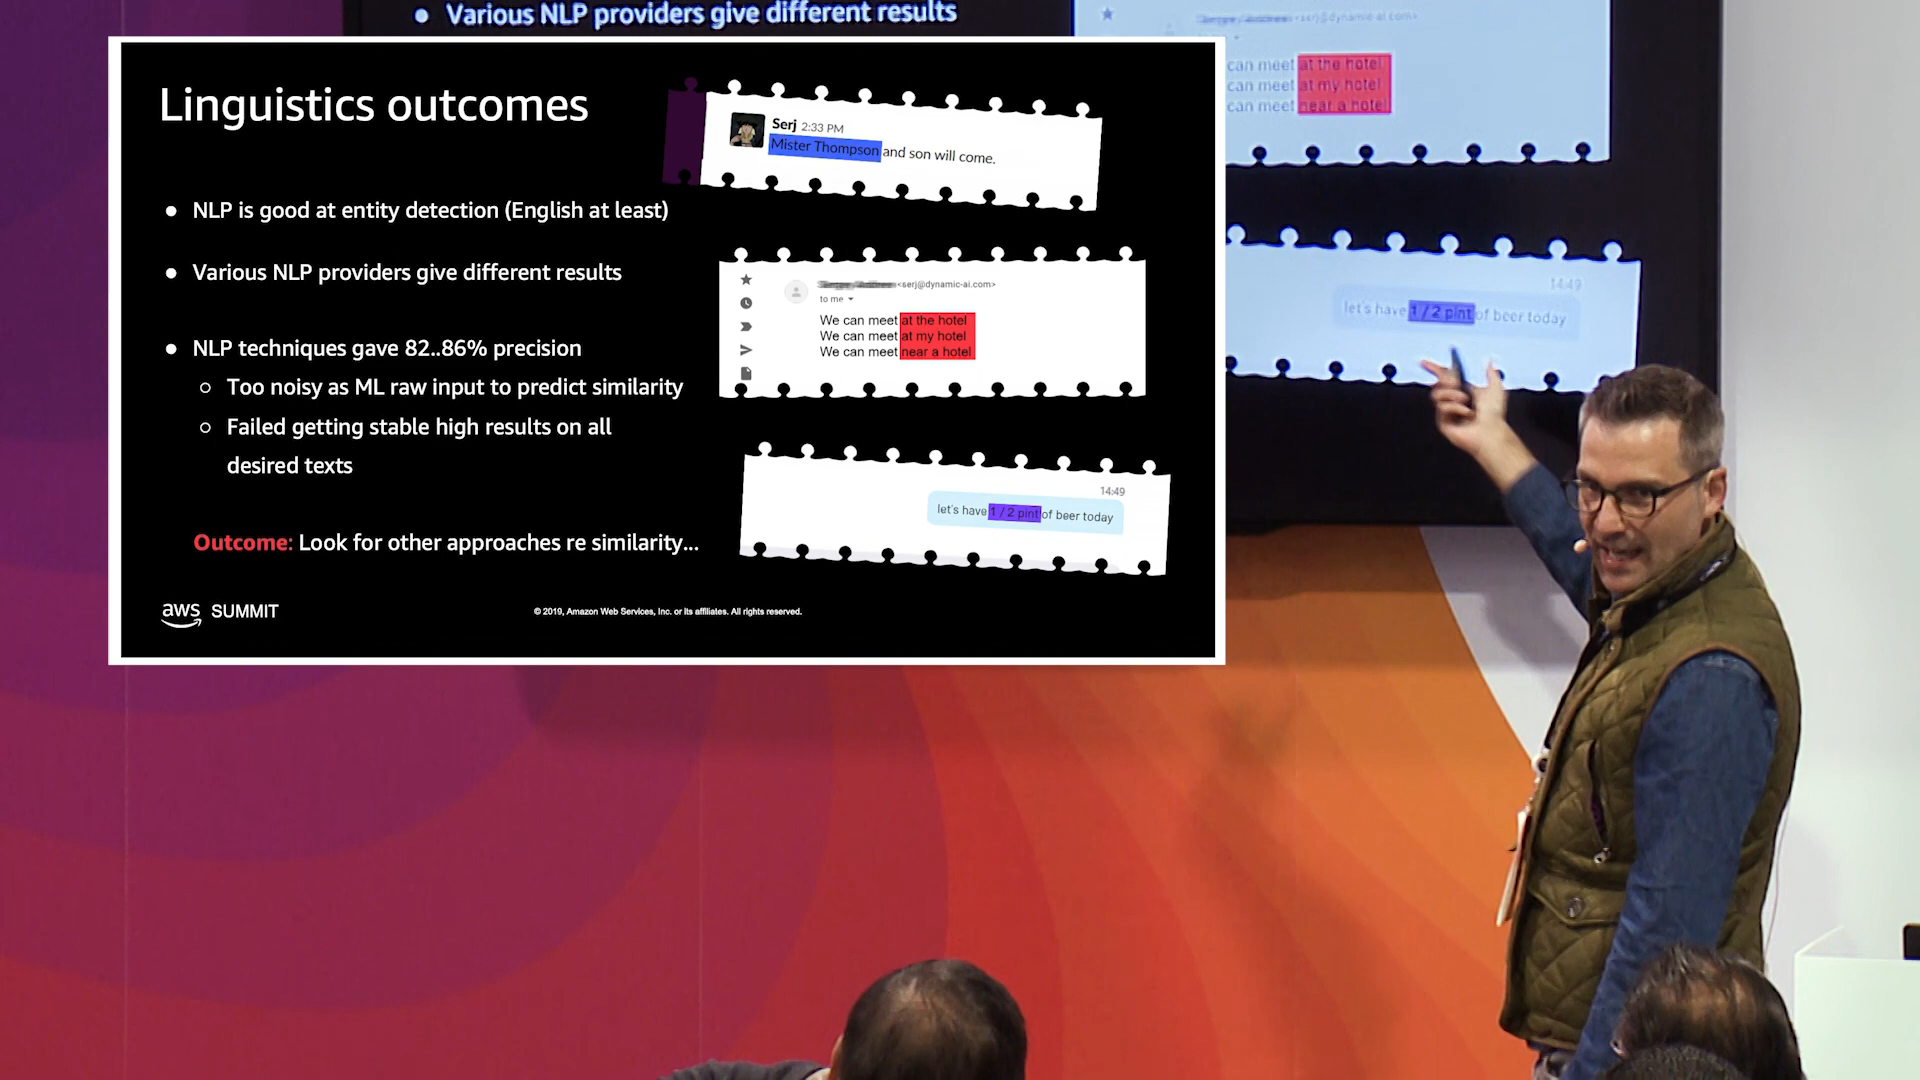 ● Various NLP providers give different results
Linguistics outcomes
● NLP is good at entity detection (English at least)
● Various NLP providers give different results
● NLP techniques gave 82..86% precision
○ Too noisy as ML raw input to predict similarity
○ Failed getting stable high results on all
desired texts
Outcome: Look for other approaches re similarity...
aws SUMMIT
© 2019, Amazon Web Services, Inc. or its affiliates. All rights reserved.
Serj 2:33 PM
Mister Thompson and son will come.
<serj@dynamic-ai.com>
to me
We can meet at the hotel
We can meet at my hotel
We can meet near a hotel
14:49
let's have 1 / 2 pint of beer today
<serj@dynamic-ai.com>
can meet at the hotel
can meet at my hotel
can meet near a hotel
14:49
let's have 1 / 2 pint of beer today